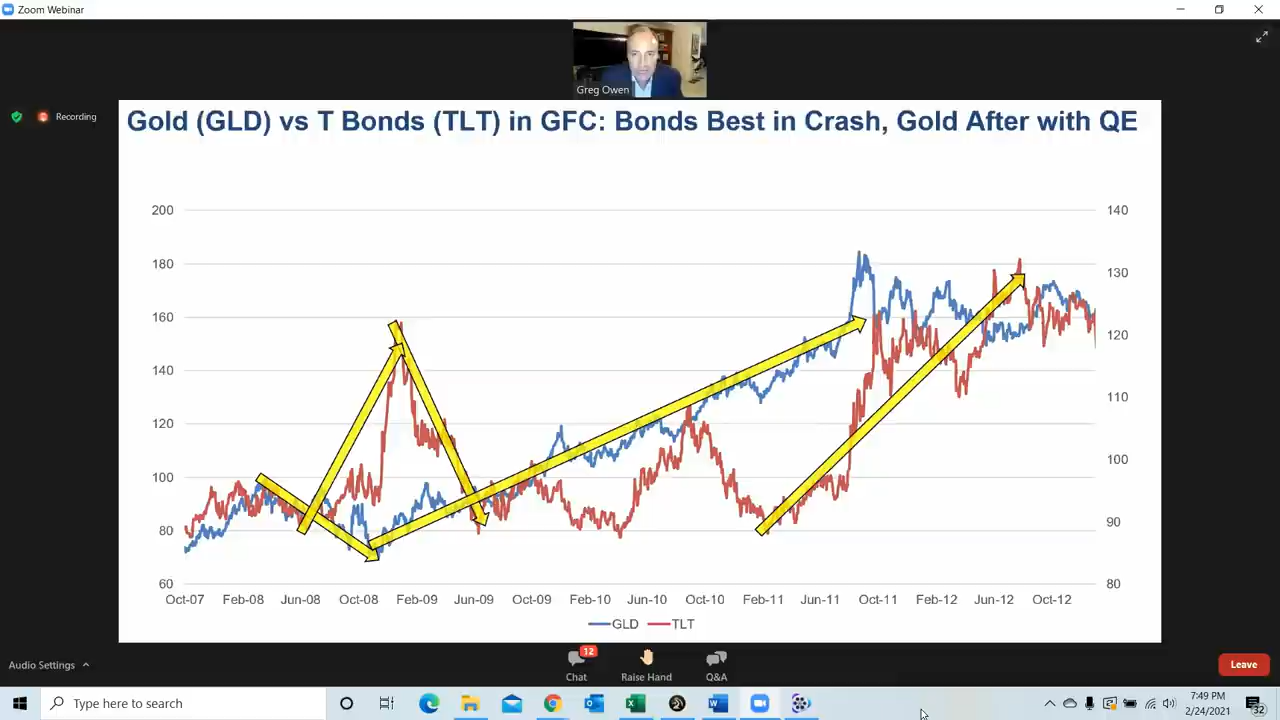 Zoom Webinar
Greg Owen
Recording
Gold (GLD) vs T Bonds (TLT) in GFC: Bonds Best in Crash, Gold After with QE
200
180
160
140
120
100
80
60
140
130
120
110
100
90
80
Oct-07 Feb-08 Jun-08 Oct-08 Feb-09 Jun-09 Oct-09 Feb-10 Jun-10 Oct-10 Feb-11 Jun-11 Oct-11 Feb-12 Jun-12 Oct-12
GLD TLT
Audio Settings
12
Chat
Raise Hand
Q&A
Leave
Type here to search
7:49 PM
2/24/2021
32